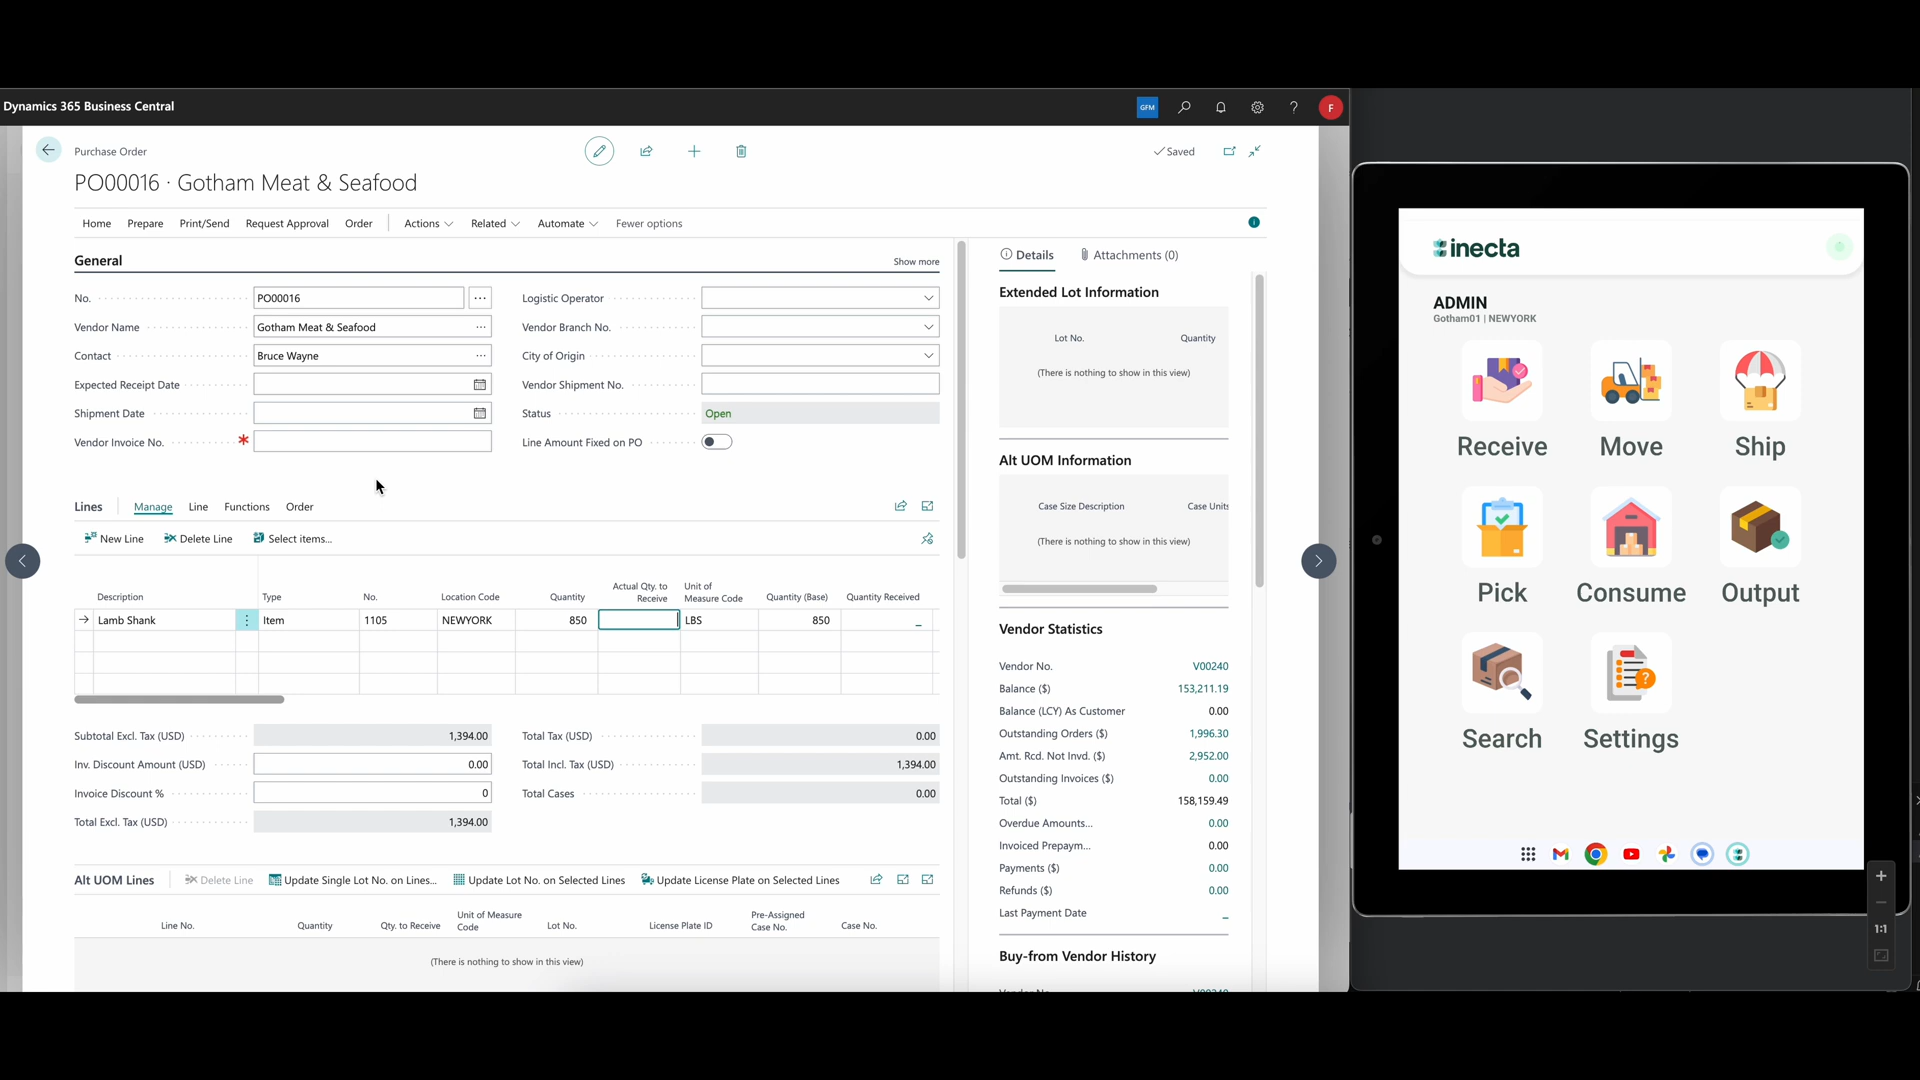 Dynamics 365 Business Central
GFM
?
F
Purchase Order
Saved
PO00016 · Gotham Meat & Seafood
Home Prepare Print/Send Request Approval Order Actions Related Automate Fewer options
General
Show more
No. PO00016
Vendor Name Gotham Meat & Seafood
Contact Bruce Wayne
Expected Receipt Date
Shipment Date
Vendor Invoice No. *
Logistic Operator
Vendor Branch No.
City of Origin
Vendor Shipment No.
Status Open
Line Amount Fixed on PO
Lines Manage Line Functions Order
New Line Delete Line Select items...
Description Type No. Location Code Quantity Actual Qty. to Receive Unit of Measure Code Quantity (Base) Quantity Received
Lamb Shank Item 1105 NEWYORK 850 LBS 850 _
Subtotal Excl. Tax (USD) 1,394.00
Inv. Discount Amount (USD) 0.00
Invoice Discount % 0
Total Excl. Tax (USD) 1,394.00
Total Tax (USD) 0.00
Total Incl. Tax (USD) 1,394.00
Total Cases 0.00
Alt UOM Lines Delete Line Update Single Lot No. on Lines... Update Lot No. on Selected Lines Update License Plate on Selected Lines
Line No. Quantity Qty. to Receive Unit of Measure Code Lot No. License Plate ID Pre-Assigned Case No. Case No.
(There is nothing to show in this view)
Details Attachments (0)
Extended Lot Information
Lot No. Quantity
(There is nothing to show in this view)
Alt UOM Information
Case Size Description Case Units
(There is nothing to show in this view)
Vendor Statistics
Vendor No. V00240
Balance ($) 153,211.19
Balance (LCY) As Customer 0.00
Outstanding Orders ($) 1,996.30
Amt. Rcd. Not Invd. ($) 2,952.00
Outstanding Invoices ($) 0.00
Total ($) 158,159.49
Overdue Amounts... 0.00
Invoiced Prepaym... 0.00
Payments ($) 0.00
Refunds ($) 0.00
Last Payment Date _
Buy-from Vendor History
Vendor No. V00240
inecta
ADMIN
Gotham01 | NEWYORK
Receive Move Ship
Pick Consume Output
Search Settings
1:1